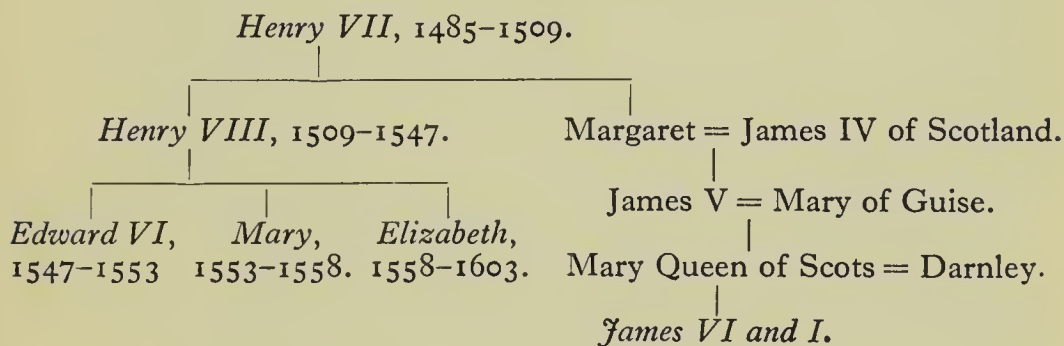 Henry VII, 1485–1509.
Henry VIII, 1509–1547. Margaret = James IV of Scotland.
James V = Mary of Guise.
Edward VI, Mary, Elizabeth,
1547–1553 1553–1558. 1558–1603. Mary Queen of Scots = Darnley.
James VI and I.